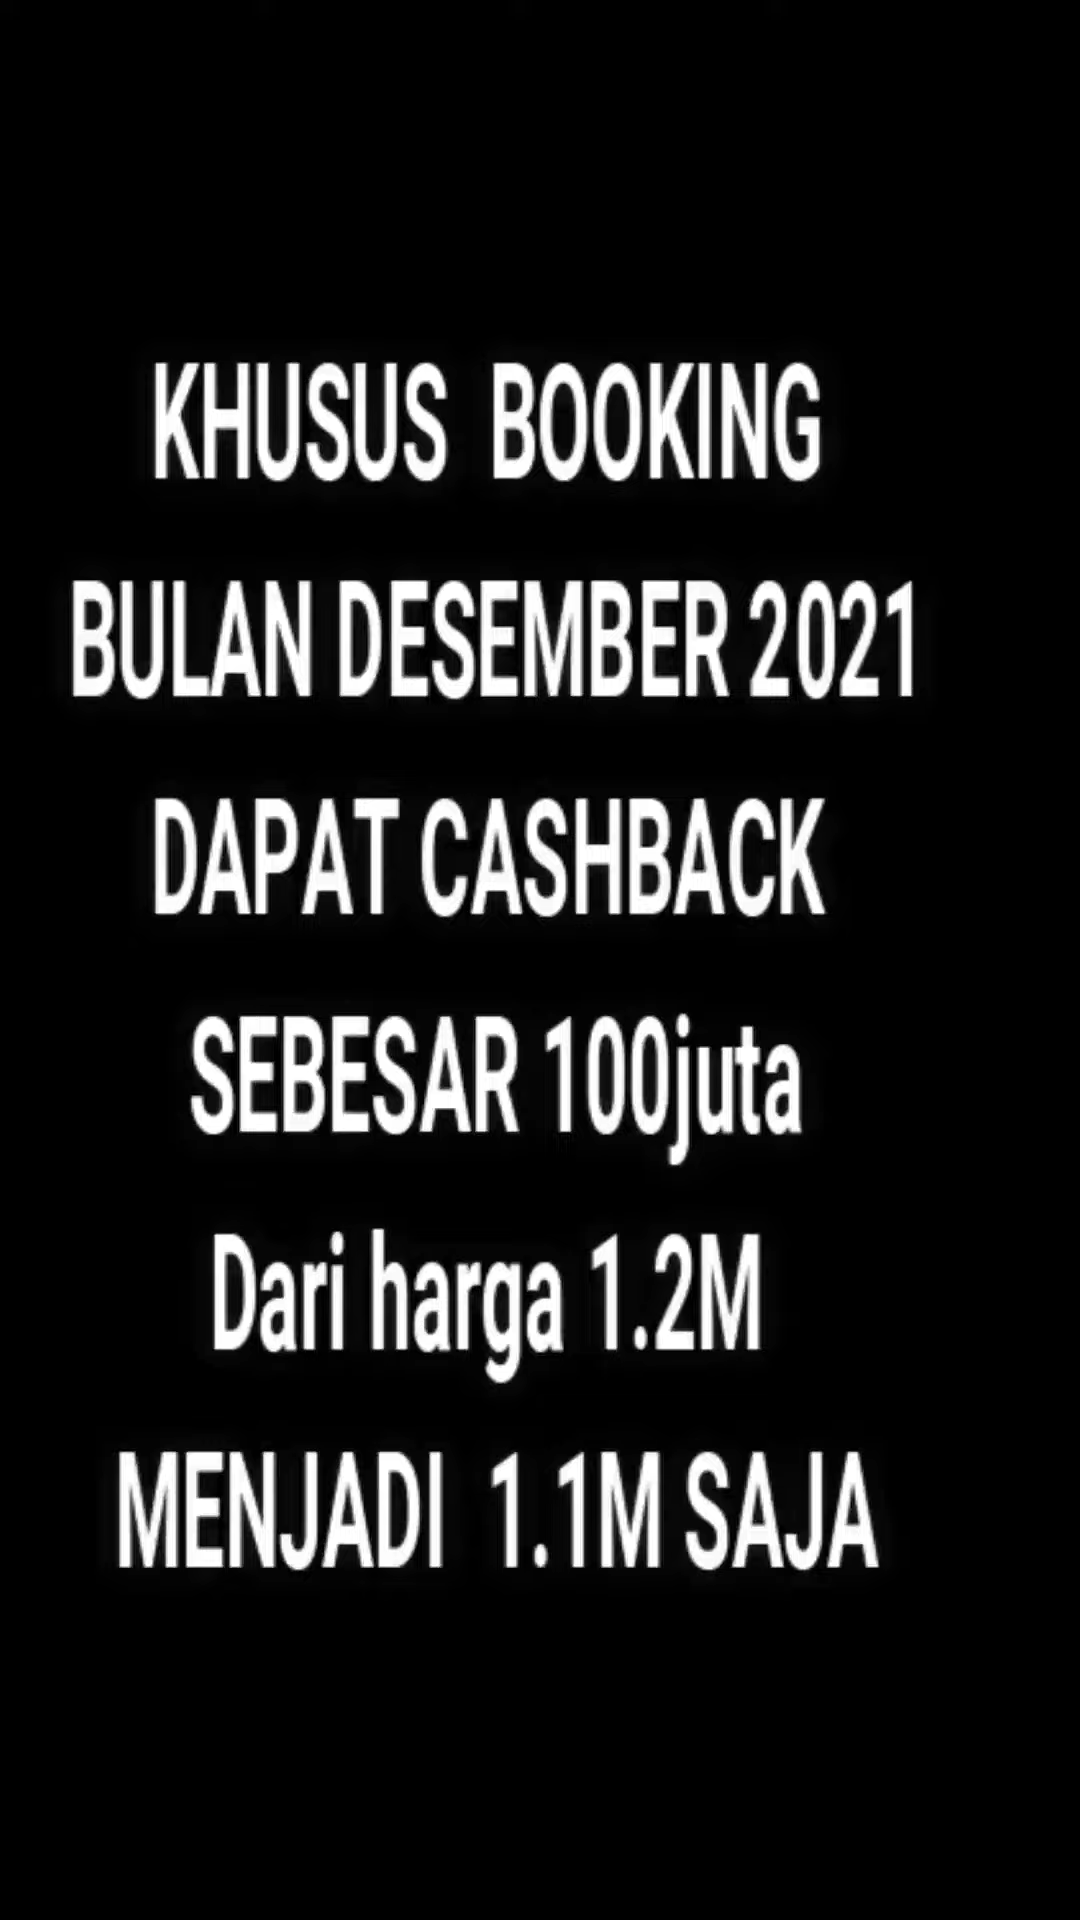 KHUSUS BOOKING
BULAN DESEMBER 2021
DAPAT CASHBACK
SEBESAR 100juta
Dari harga 1.2M
MENJADI 1.1M SAJA